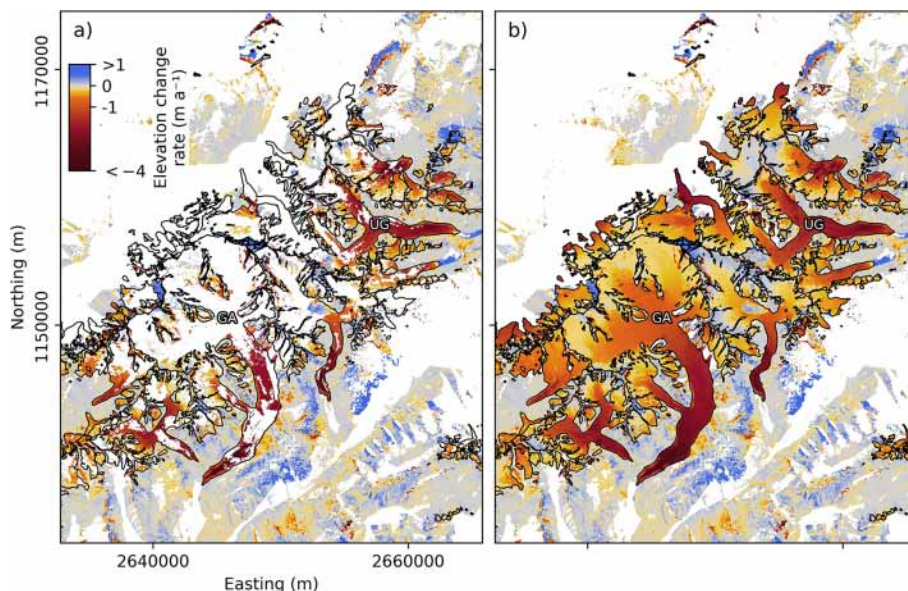 a)
b)
>1
0
-1
< −4
Elevation change
rate (m a⁻¹)
UG
GA
UG
GA
1170000
1150000
Northing (m)
2640000
2660000
Easting (m)